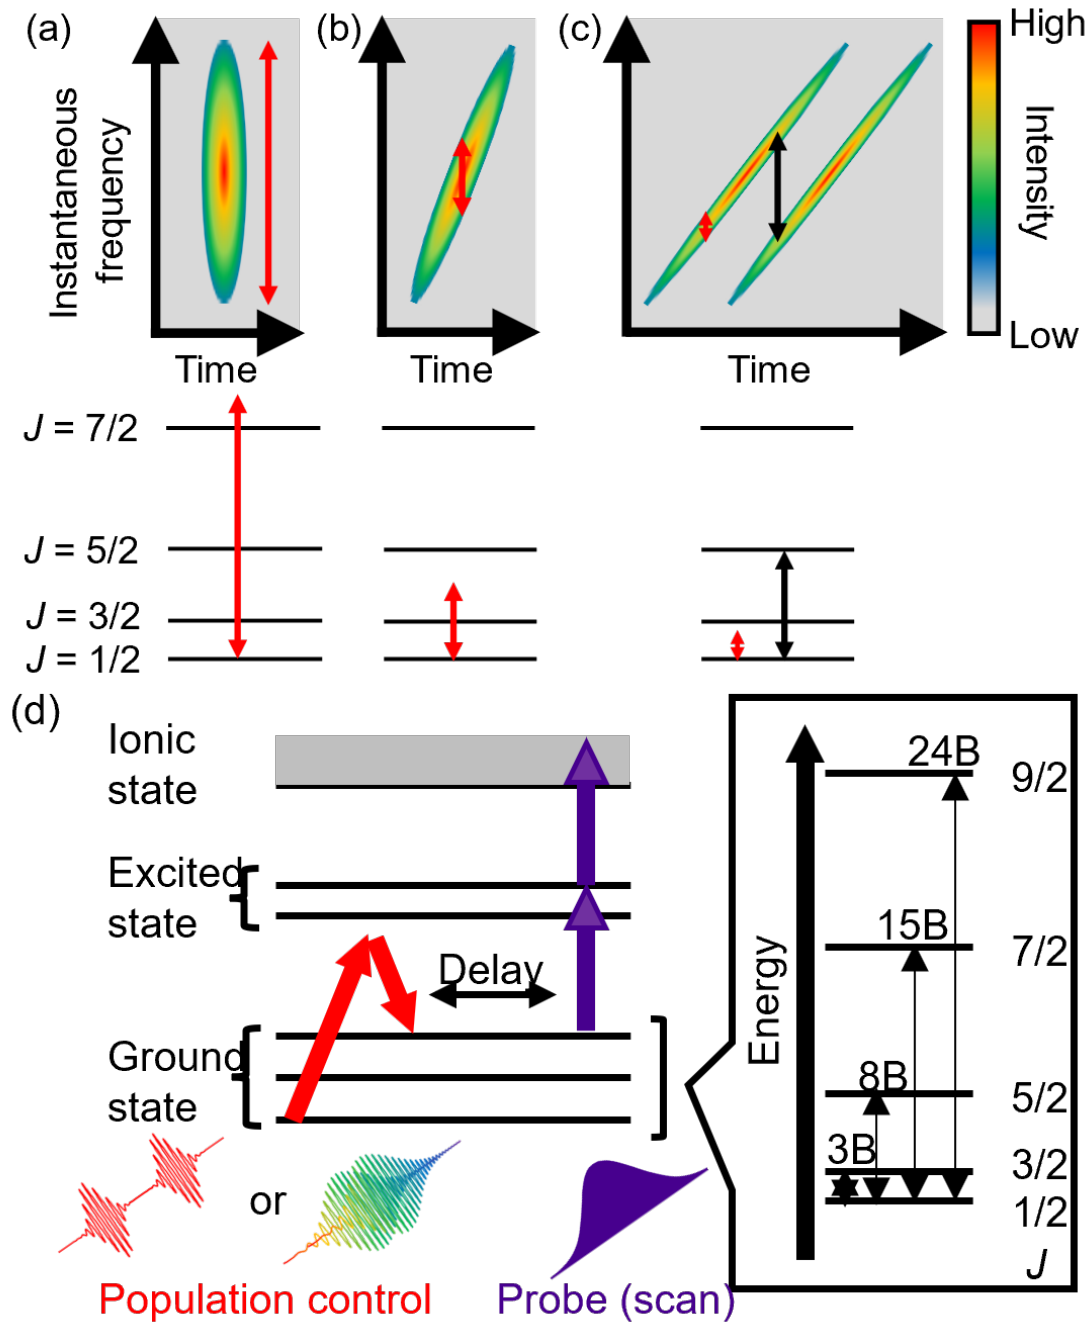 (a)
(b)
(c)
High
Instantaneous
frequency
Intensity
Low
Time
Time
Time
J = 7/2
J = 5/2
J = 3/2
J = 1/2
(d)
Ionic
state
Excited
state
Delay
Ground
state
or
Population control
Probe (scan)
Energy
24B
9/2
15B
7/2
8B
5/2
3B
3/2
1/2
J